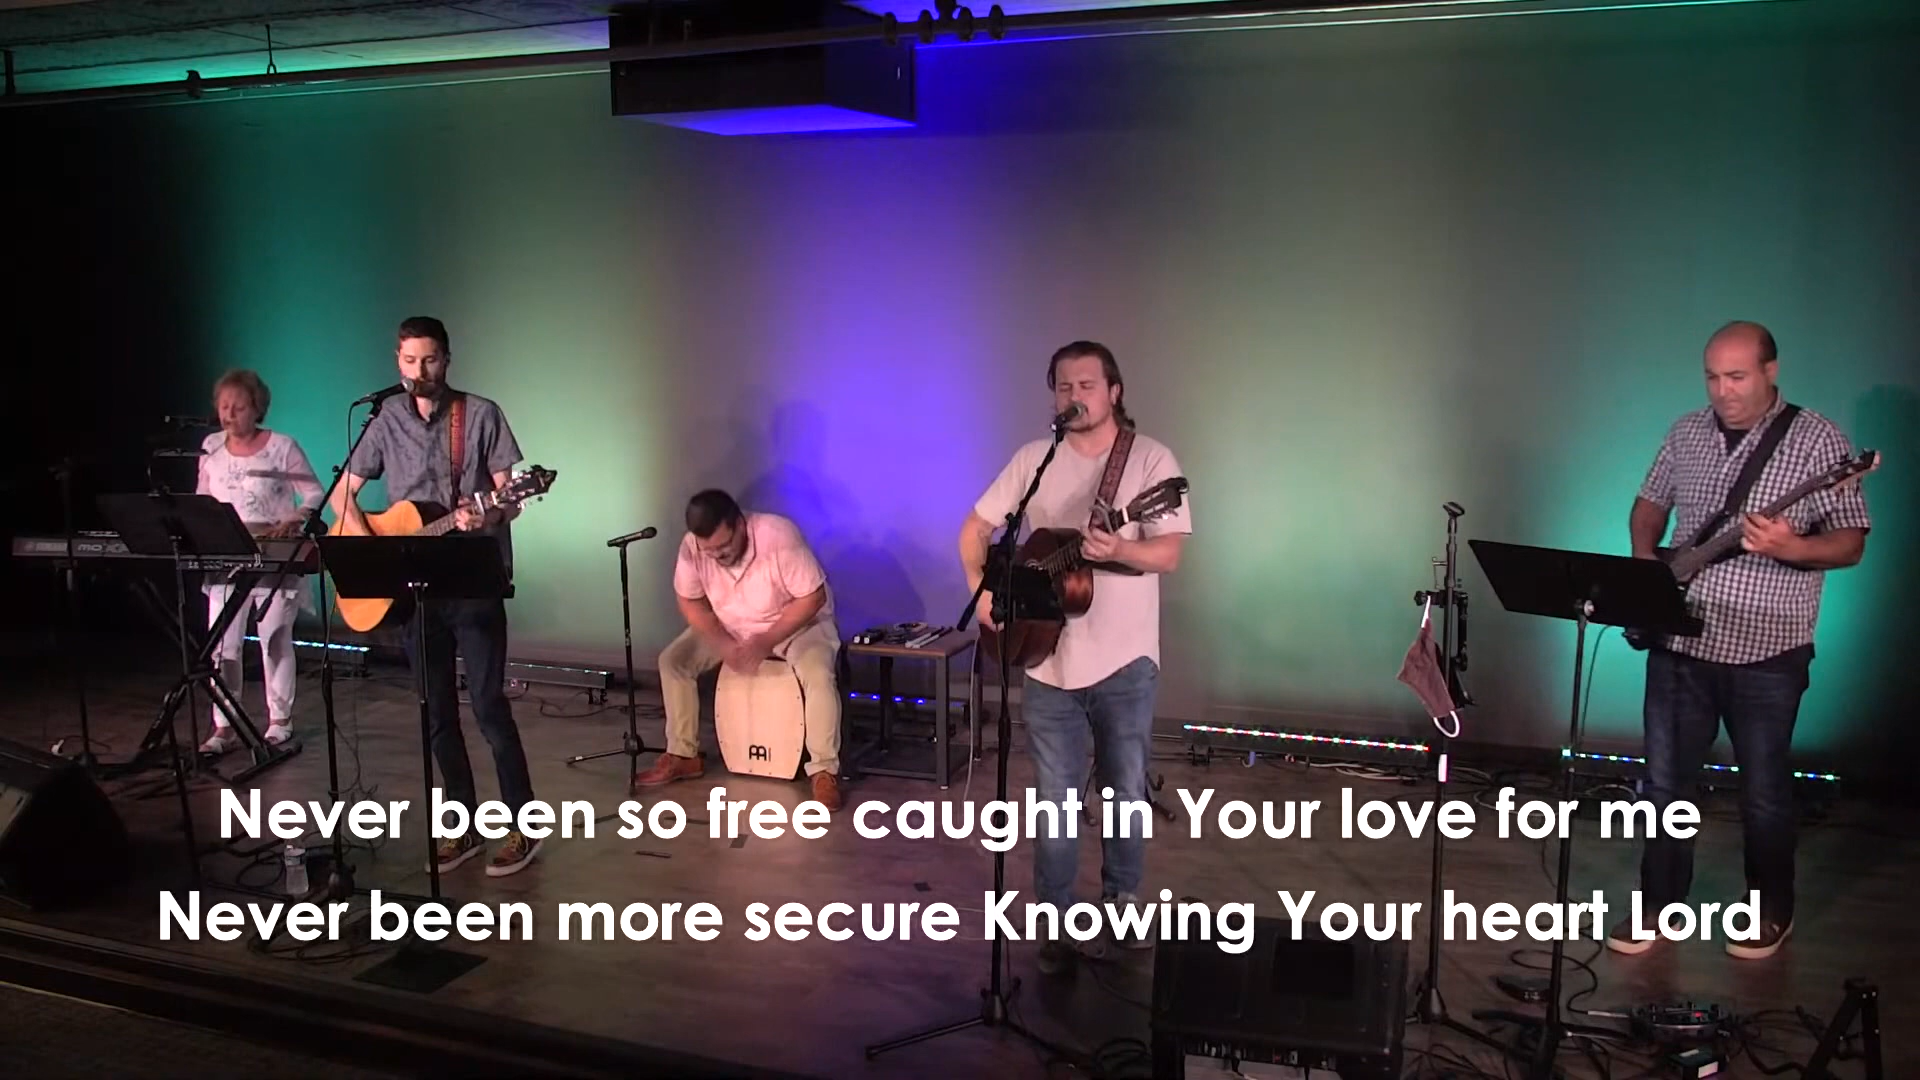 Never been so free caught in Your love for me
Never been more secure Knowing Your heart Lord